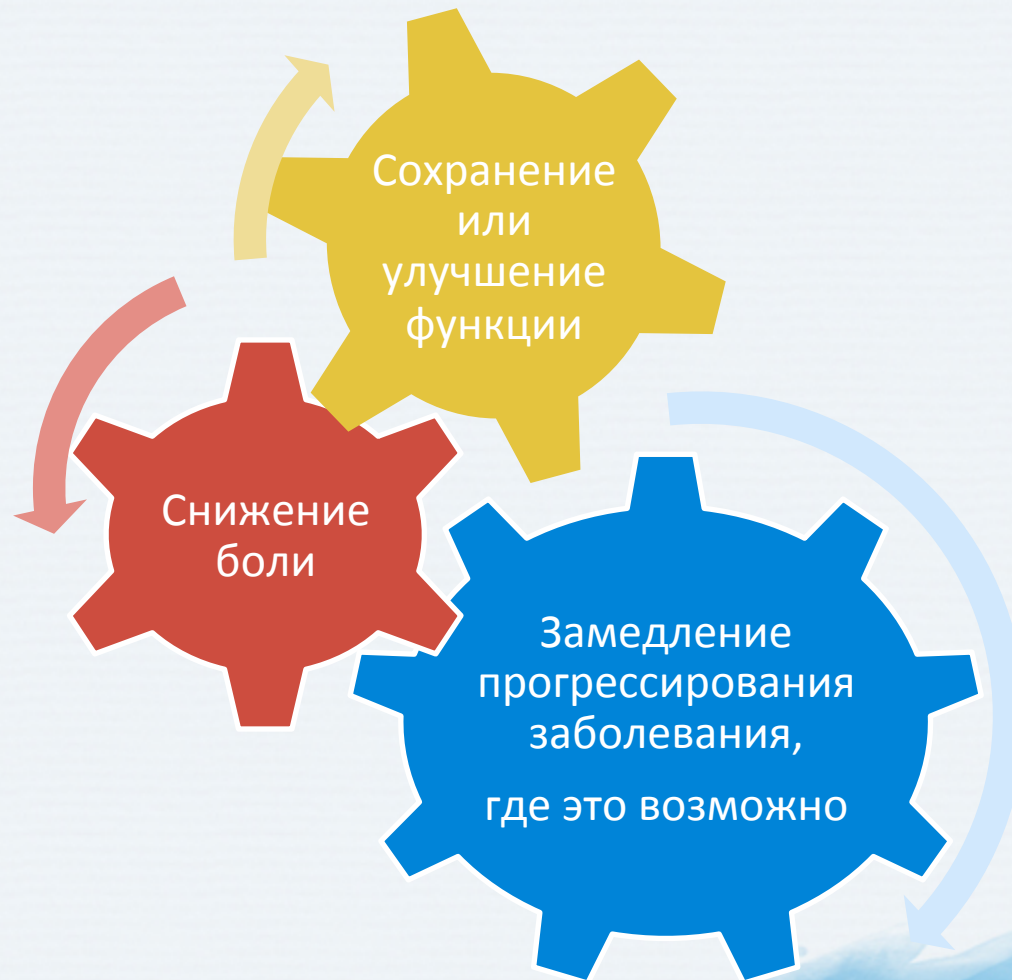 Сохранение
или
улучшение
функции
Снижение
боли
Замедление
прогрессирования
заболевания,
где это возможно